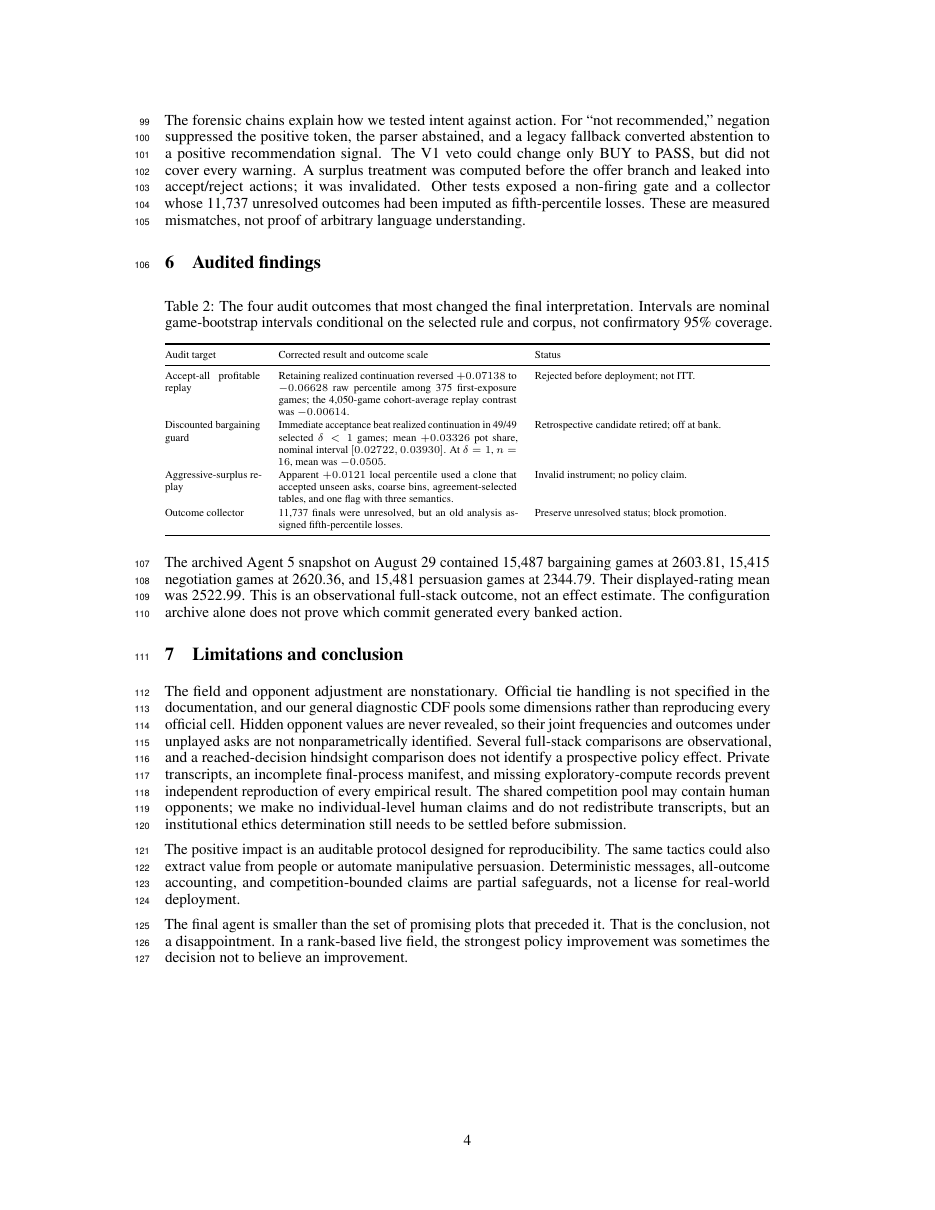 99 The forensic chains explain how we tested intent against action. For “not recommended,” negation
100 suppressed the positive token, the parser abstained, and a legacy fallback converted abstention to
101 a positive recommendation signal. The V1 veto could change only BUY to PASS, but did not
102 cover every warning. A surplus treatment was computed before the offer branch and leaked into
103 accept/reject actions; it was invalidated. Other tests exposed a non-firing gate and a collector
104 whose 11,737 unresolved outcomes had been imputed as fifth-percentile losses. These are measured
105 mismatches, not proof of arbitrary language understanding.
106 6 Audited findings
Table 2: The four audit outcomes that most changed the final interpretation. Intervals are nominal
game-bootstrap intervals conditional on the selected rule and corpus, not confirmatory 95% coverage.
Audit target Corrected result and outcome scale Status
Accept-all profitable Retaining realized continuation reversed +0.07138 to Rejected before deployment; not ITT.
replay −0.06628 raw percentile among 375 first-exposure
games; the 4,050-game cohort-average replay contrast
was −0.00614.
Discounted bargaining Immediate acceptance beat realized continuation in 49/49 Retrospective candidate retired; off at bank.
guard selected δ < 1 games; mean +0.03326 pot share,
nominal interval [0.02722, 0.03930]. At δ = 1, n =
16, mean was −0.0505.
Aggressive-surplus re- Apparent +0.0121 local percentile used a clone that Invalid instrument; no policy claim.
play accepted unseen asks, coarse bins, agreement-selected
tables, and one flag with three semantics.
Outcome collector 11,737 finals were unresolved, but an old analysis as- Preserve unresolved status; block promotion.
signed fifth-percentile losses.
107 The archived Agent 5 snapshot on August 29 contained 15,487 bargaining games at 2603.81, 15,415
108 negotiation games at 2620.36, and 15,481 persuasion games at 2344.79. Their displayed-rating mean
109 was 2522.99. This is an observational full-stack outcome, not an effect estimate. The configuration
110 archive alone does not prove which commit generated every banked action.
111 7 Limitations and conclusion
112 The field and opponent adjustment are nonstationary. Official tie handling is not specified in the
113 documentation, and our general diagnostic CDF pools some dimensions rather than reproducing every
114 official cell. Hidden opponent values are never revealed, so their joint frequencies and outcomes under
115 unplayed asks are not nonparametrically identified. Several full-stack comparisons are observational,
116 and a reached-decision hindsight comparison does not identify a prospective policy effect. Private
117 transcripts, an incomplete final-process manifest, and missing exploratory-compute records prevent
118 independent reproduction of every empirical result. The shared competition pool may contain human
119 opponents; we make no individual-level human claims and do not redistribute transcripts, but an
120 institutional ethics determination still needs to be settled before submission.
121 The positive impact is an auditable protocol designed for reproducibility. The same tactics could also
122 extract value from people or automate manipulative persuasion. Deterministic messages, all-outcome
123 accounting, and competition-bounded claims are partial safeguards, not a license for real-world
124 deployment.
125 The final agent is smaller than the set of promising plots that preceded it. That is the conclusion, not
126 a disappointment. In a rank-based live field, the strongest policy improvement was sometimes the
127 decision not to believe an improvement.
4